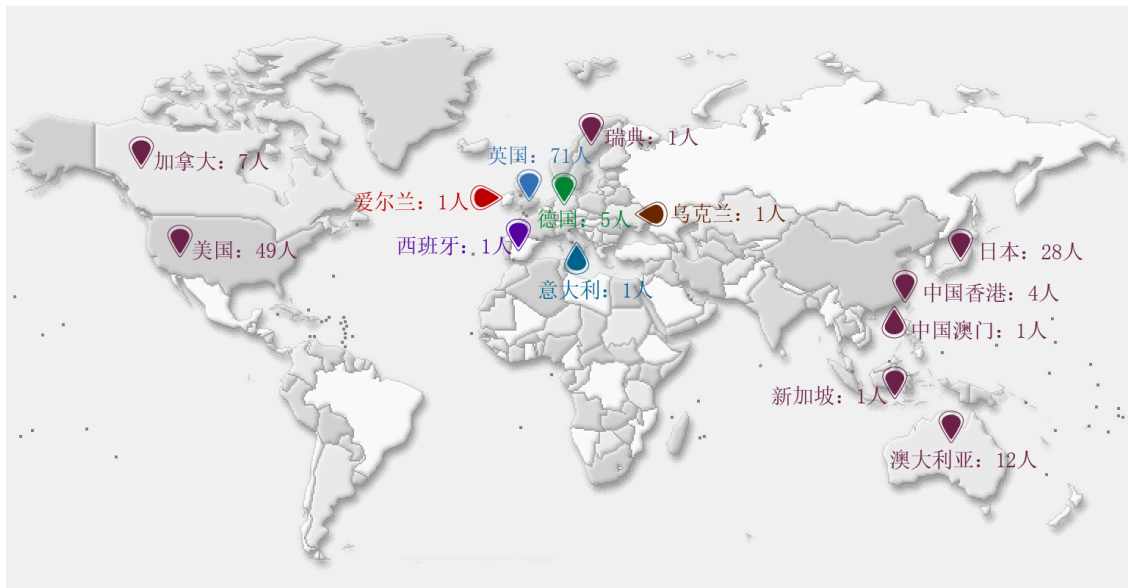 瑞典：1人
英国：71人
加拿大：7人
爱尔兰：1人
德国：5人
乌克兰：1人
西班牙：1人
美国：49人
日本：28人
意大利：1人
中国香港：4人
中国澳门：1人
新加坡：1人
澳大利亚：12人